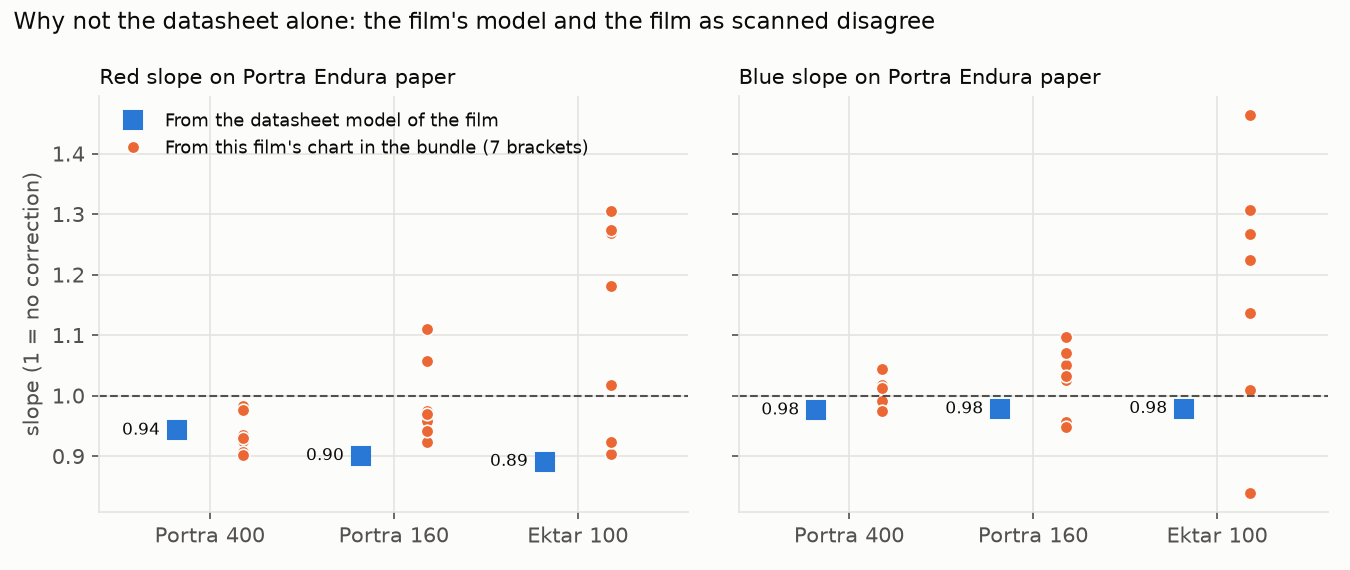 Why not the datasheet alone: the film's model and the film as scanned disagree
Red slope on Portra Endura paper
From the datasheet model of the film
From this film's chart in the bundle (7 brackets)
slope (1 = no correction)
1.4
1.3
1.2
1.1
1.0
0.9
0.94
0.90
0.89
Portra 400
Portra 160
Ektar 100
Blue slope on Portra Endura paper
0.98
0.98
0.98
Portra 400
Portra 160
Ektar 100